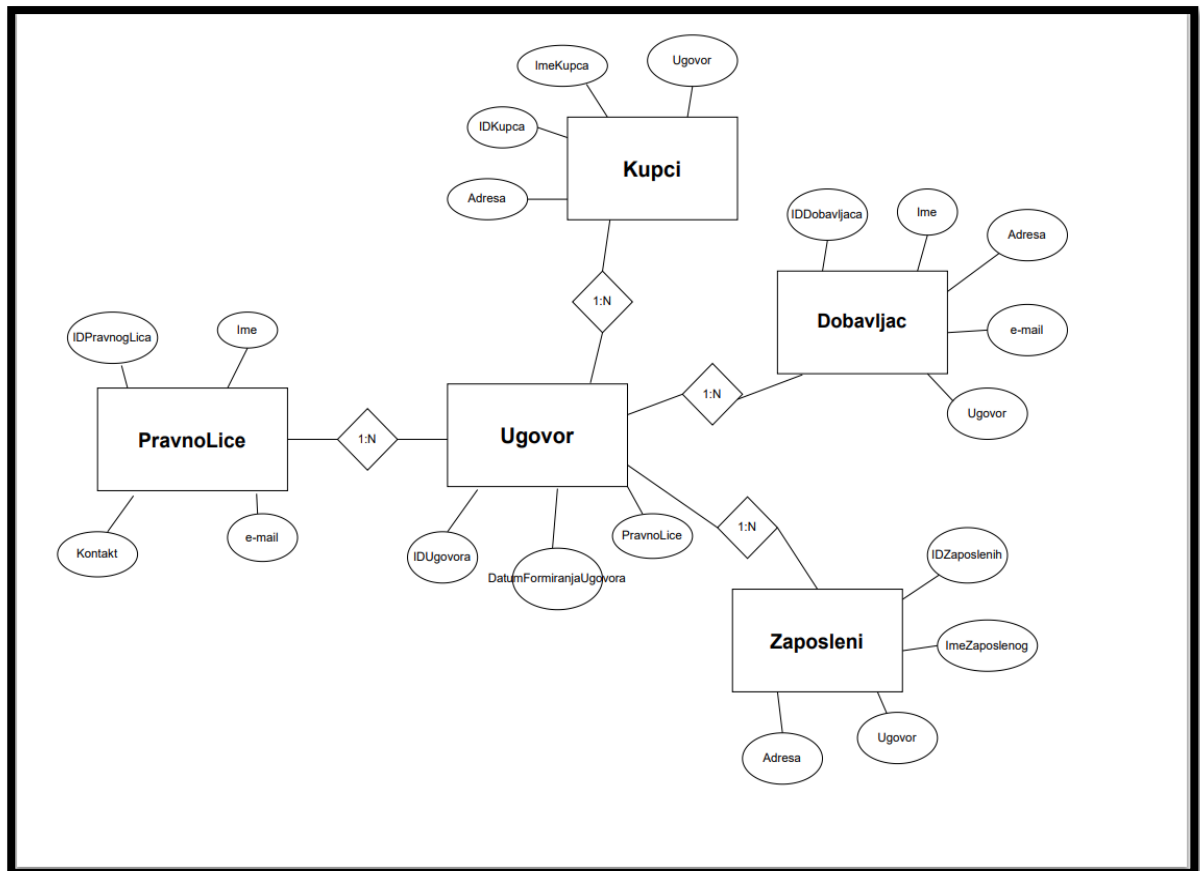 ImeKupca
Ugovor
IDKupca
Kupci
Adresa
IDDobavljaca
Ime
Adresa
1:N
Dobavljac
e-mail
IDPravnogLica
Ime
1:N
Ugovor
PravnoLice
1:N
Ugovor
Kontakt
e-mail
IDUgovora
DatumFormiranjaUgovora
PravnoLice
1:N
IDZaposlenih
Zaposleni
ImeZaposlenog
Adresa
Ugovor